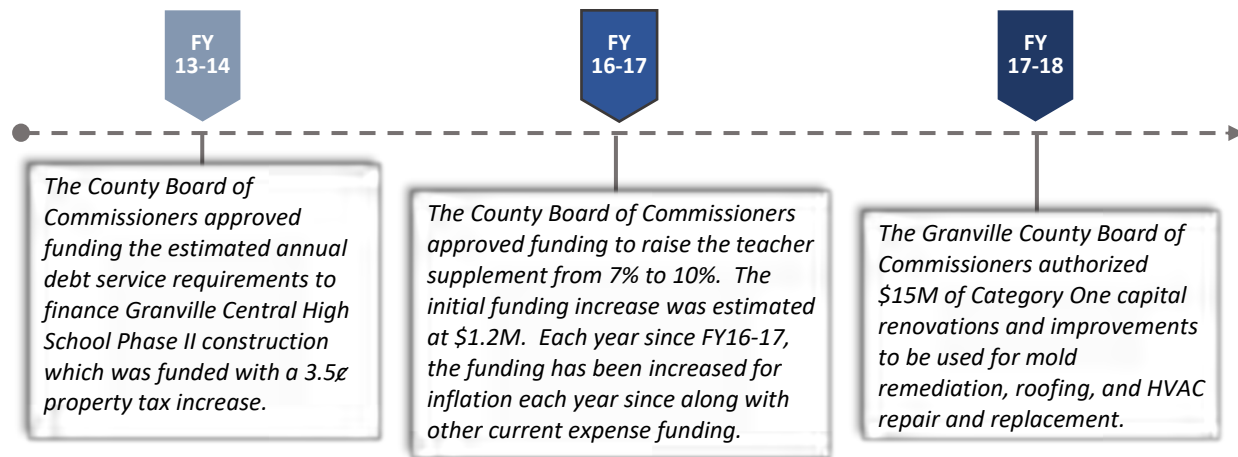 FY
13-14
FY
16-17
FY
17-18
The County Board of
Commissioners approved
funding the estimated annual
debt service requirements to
finance Granville Central High
School Phase II construction
which was funded with a 3.5¢
property tax increase.
The County Board of Commissioners
approved funding to raise the teacher
supplement from 7% to 10%.  The
initial funding increase was estimated
at $1.2M.  Each year since FY16-17,
the funding has been increased for
inflation each year since along with
other current expense funding.
The Granville County Board of
Commissioners authorized
$15M of Category One capital
renovations and improvements
to be used for mold
remediation, roofing, and HVAC
repair and replacement.